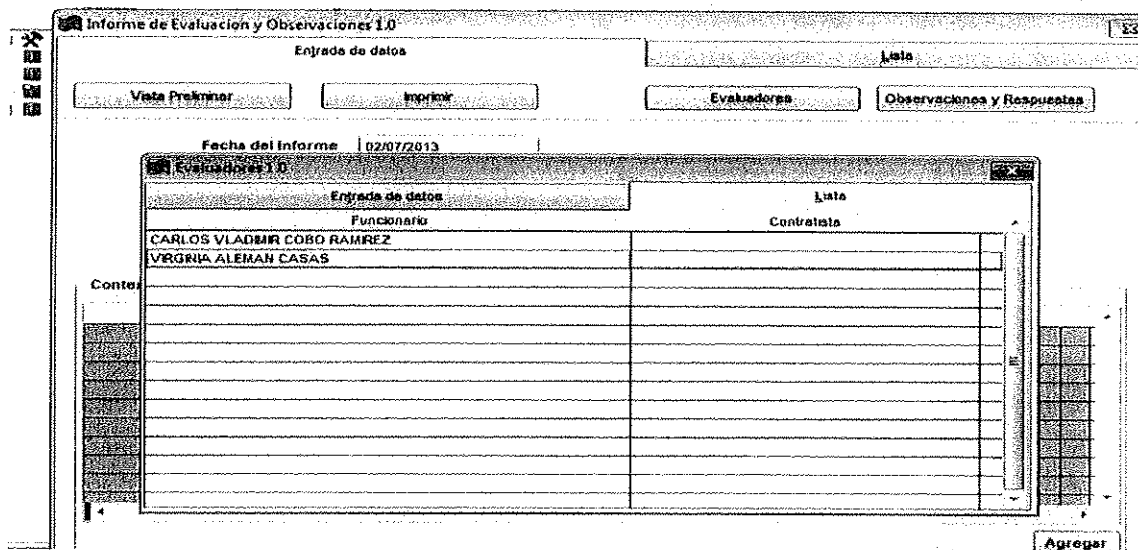 Informe de Evaluacion y Observaciones 1.0
Entrada de datos
Lista
Vista Preliminar
Imprimir
Evaluadores
Observaciones y Respuestas
Fecha del Informe 02/07/2013
Evaluadores 1.0
Entrada de datos
Lista
Funcionario
Contratista
CARLOS VLADIMIR COBO RAMIREZ
VIRGINIA ALEMAN CASAS
Conte
Agregar